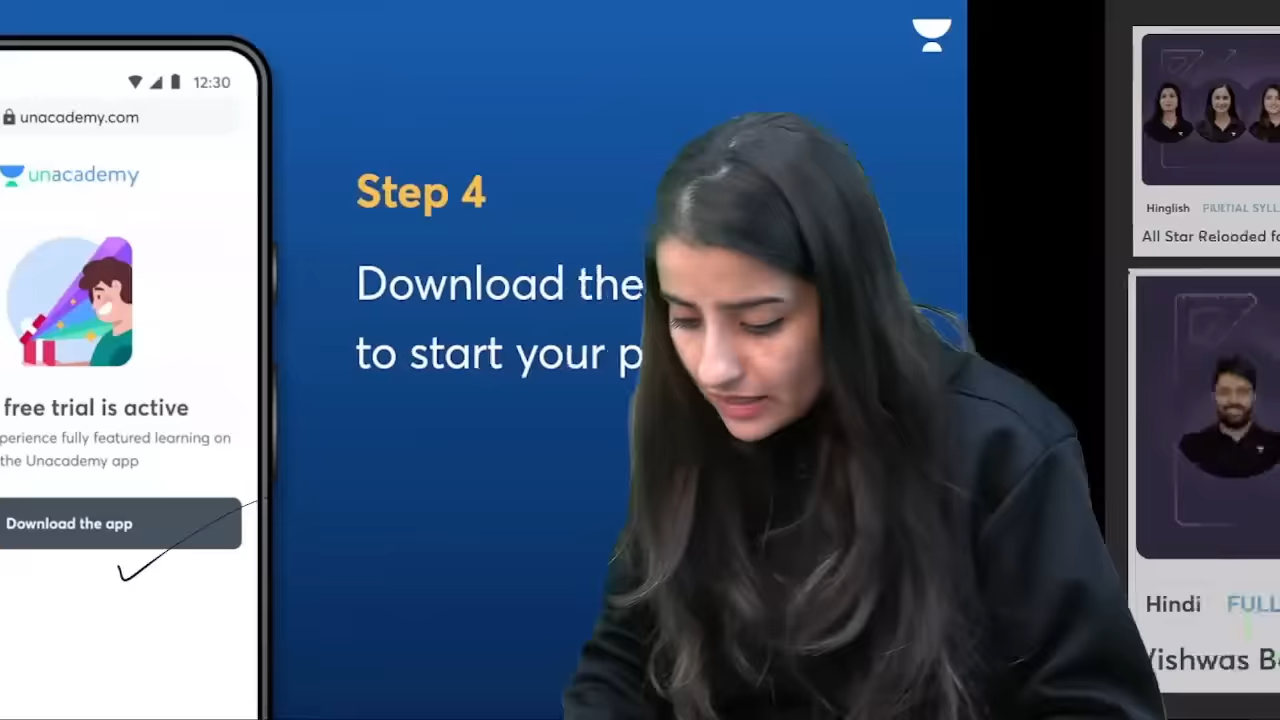 12:30
unacademy.com
unacademy
free trial is active
perience fully featured learning on
the Unacademy app
Download the app
Step 4
Download the
to start your p
Hinglish PARTIAL SYLL
All Star Reloaded fo
Hindi FULL
Vishwas B